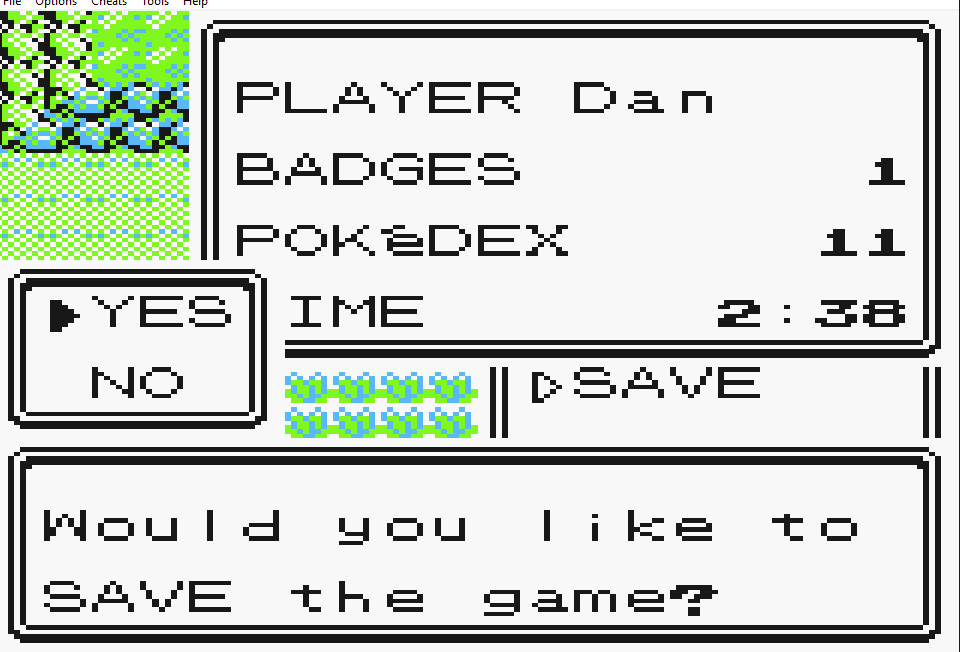 File Options Cheats Tools Help
PLAYER Dan
BADGES 1
POKéDEX 11
IME 2:38
▶YES
NO
▷SAVE
Would you like to
SAVE the game?